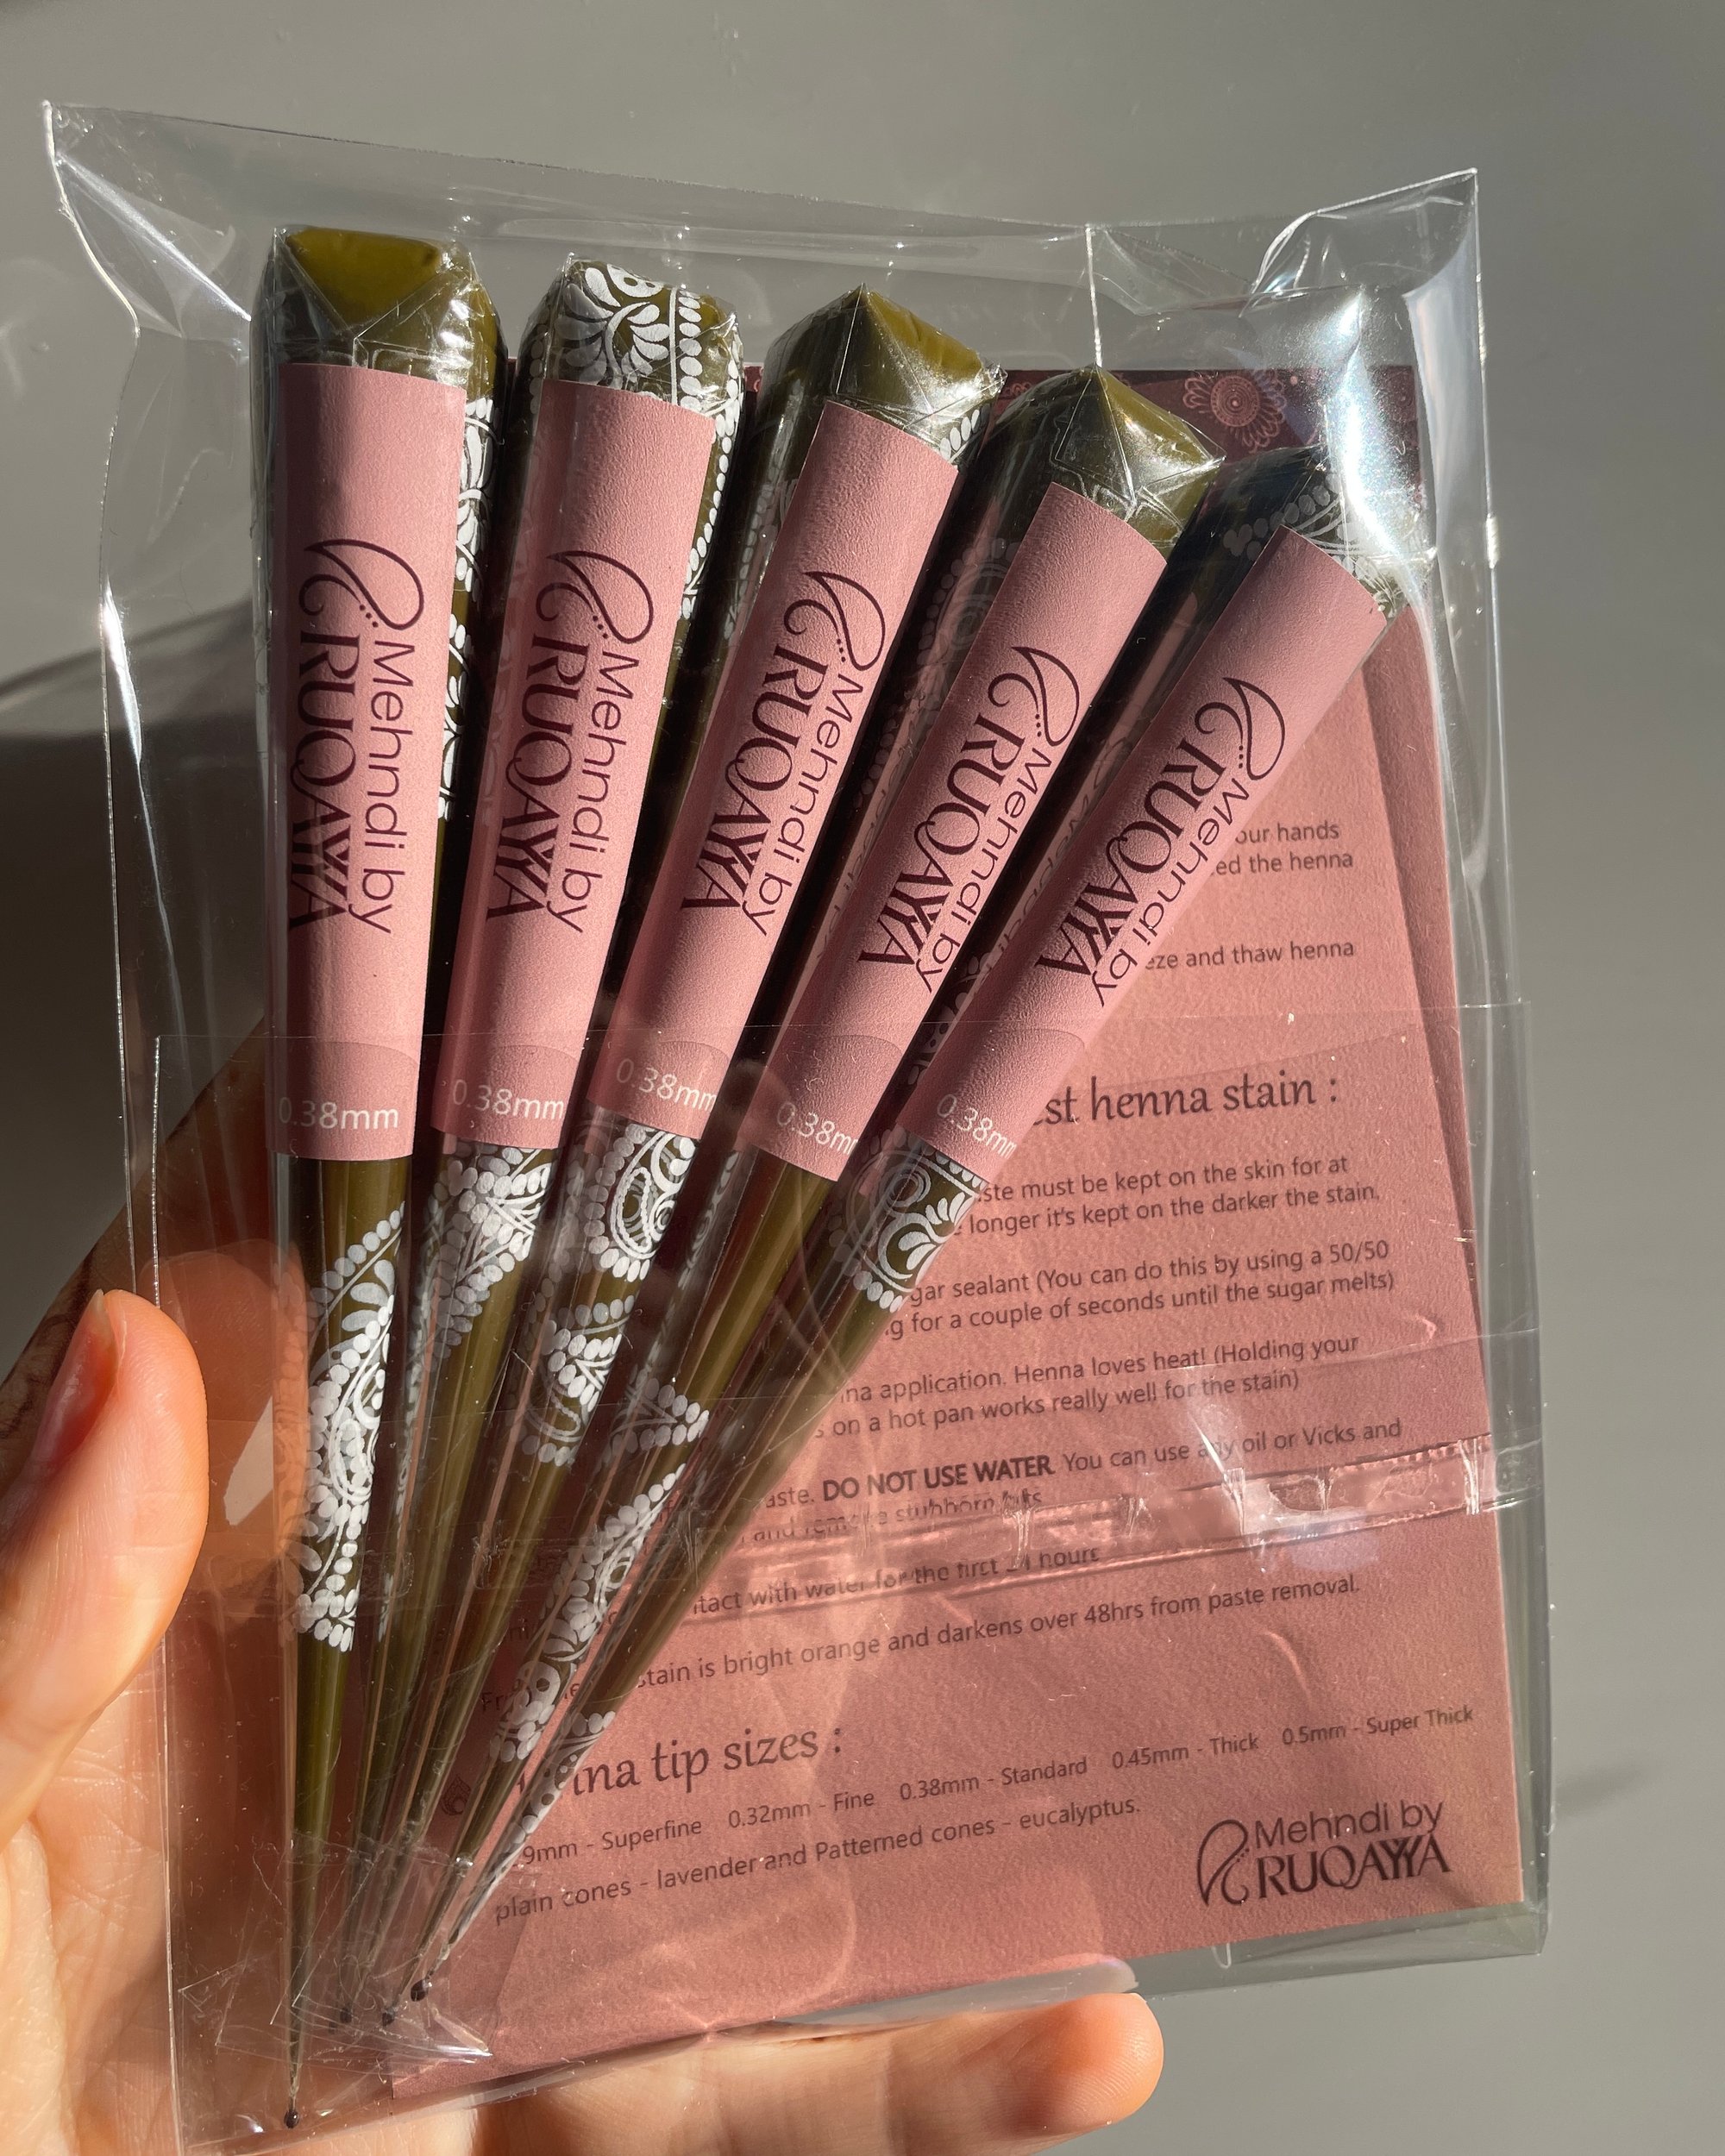 Mehndi by
RUQAYYA
0.38mm
Mehndi by
RUQAYYA
0.38mm
Mehndi by
RUQAYYA
0.38mm
Mehndi by
RUQAYYA
0.38mm
Mehndi by
RUQAYYA
0.38mm
our hands
ed the henna
eze and thaw henna
st henna stain :
ste must be kept on the skin for at
longer it's kept on the darker the stain.
gar sealant (You can do this by using a 50/50
g for a couple of seconds until the sugar melts)
na application. Henna loves heat! (Holding your
s on a hot pan works really well for the stain)
aste. DO NOT USE WATER. You can use any oil or Vicks and
and remove stubborn bits
tact with water for the first 24 hours
stain is bright orange and darkens over 48hrs from paste removal.
nna tip sizes :
9mm - Superfine 0.32mm - Fine 0.38mm - Standard 0.45mm - Thick 0.5mm - Super Thick
plain cones - lavender and Patterned cones - eucalyptus.
Mehndi by
RUQAYYA